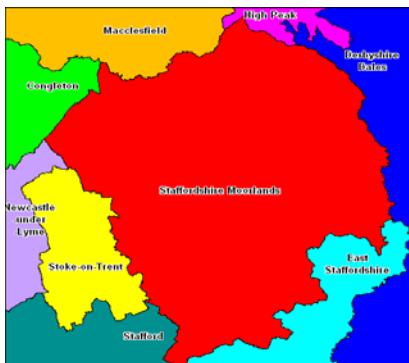 Macclesfield
High Peak
Derbyshire
Dales
Congleton
Staffordshire Moorlands
Newcastle
under
Lyme
Stoke-on-Trent
East
Staffordshire
Stafford